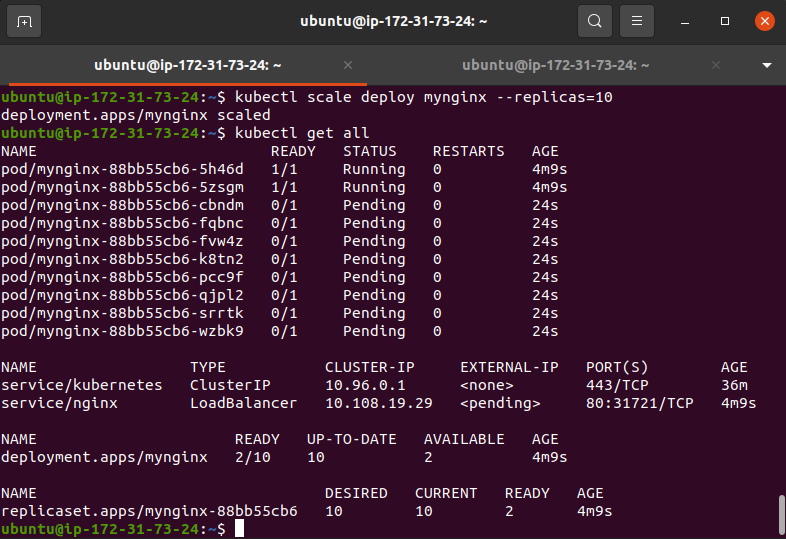 ubuntu@ip-172-31-73-24: ~
ubuntu@ip-172-31-73-24: ~ ubuntu@ip-172-31-73-24: ~
ubuntu@ip-172-31-73-24:~$ kubectl scale deploy mynginx --replicas=10
deployment.apps/mynginx scaled
ubuntu@ip-172-31-73-24:~$ kubectl get all
NAME READY STATUS RESTARTS AGE
pod/mynginx-88bb55cb6-5h46d 1/1 Running 0 4m9s
pod/mynginx-88bb55cb6-5zsgm 1/1 Running 0 4m9s
pod/mynginx-88bb55cb6-cbndm 0/1 Pending 0 24s
pod/mynginx-88bb55cb6-fqbnc 0/1 Pending 0 24s
pod/mynginx-88bb55cb6-fvw4z 0/1 Pending 0 24s
pod/mynginx-88bb55cb6-k8tn2 0/1 Pending 0 24s
pod/mynginx-88bb55cb6-pcc9f 0/1 Pending 0 24s
pod/mynginx-88bb55cb6-qjpl2 0/1 Pending 0 24s
pod/mynginx-88bb55cb6-srrtk 0/1 Pending 0 24s
pod/mynginx-88bb55cb6-wzbk9 0/1 Pending 0 24s
NAME TYPE CLUSTER-IP EXTERNAL-IP PORT(S) AGE
service/kubernetes ClusterIP 10.96.0.1 <none> 443/TCP 36m
service/nginx LoadBalancer 10.108.19.29 <pending> 80:31721/TCP 4m9s
NAME READY UP-TO-DATE AVAILABLE AGE
deployment.apps/mynginx 2/10 10 2 4m9s
NAME DESIRED CURRENT READY AGE
replicaset.apps/mynginx-88bb55cb6 10 10 2 4m9s
ubuntu@ip-172-31-73-24:~$